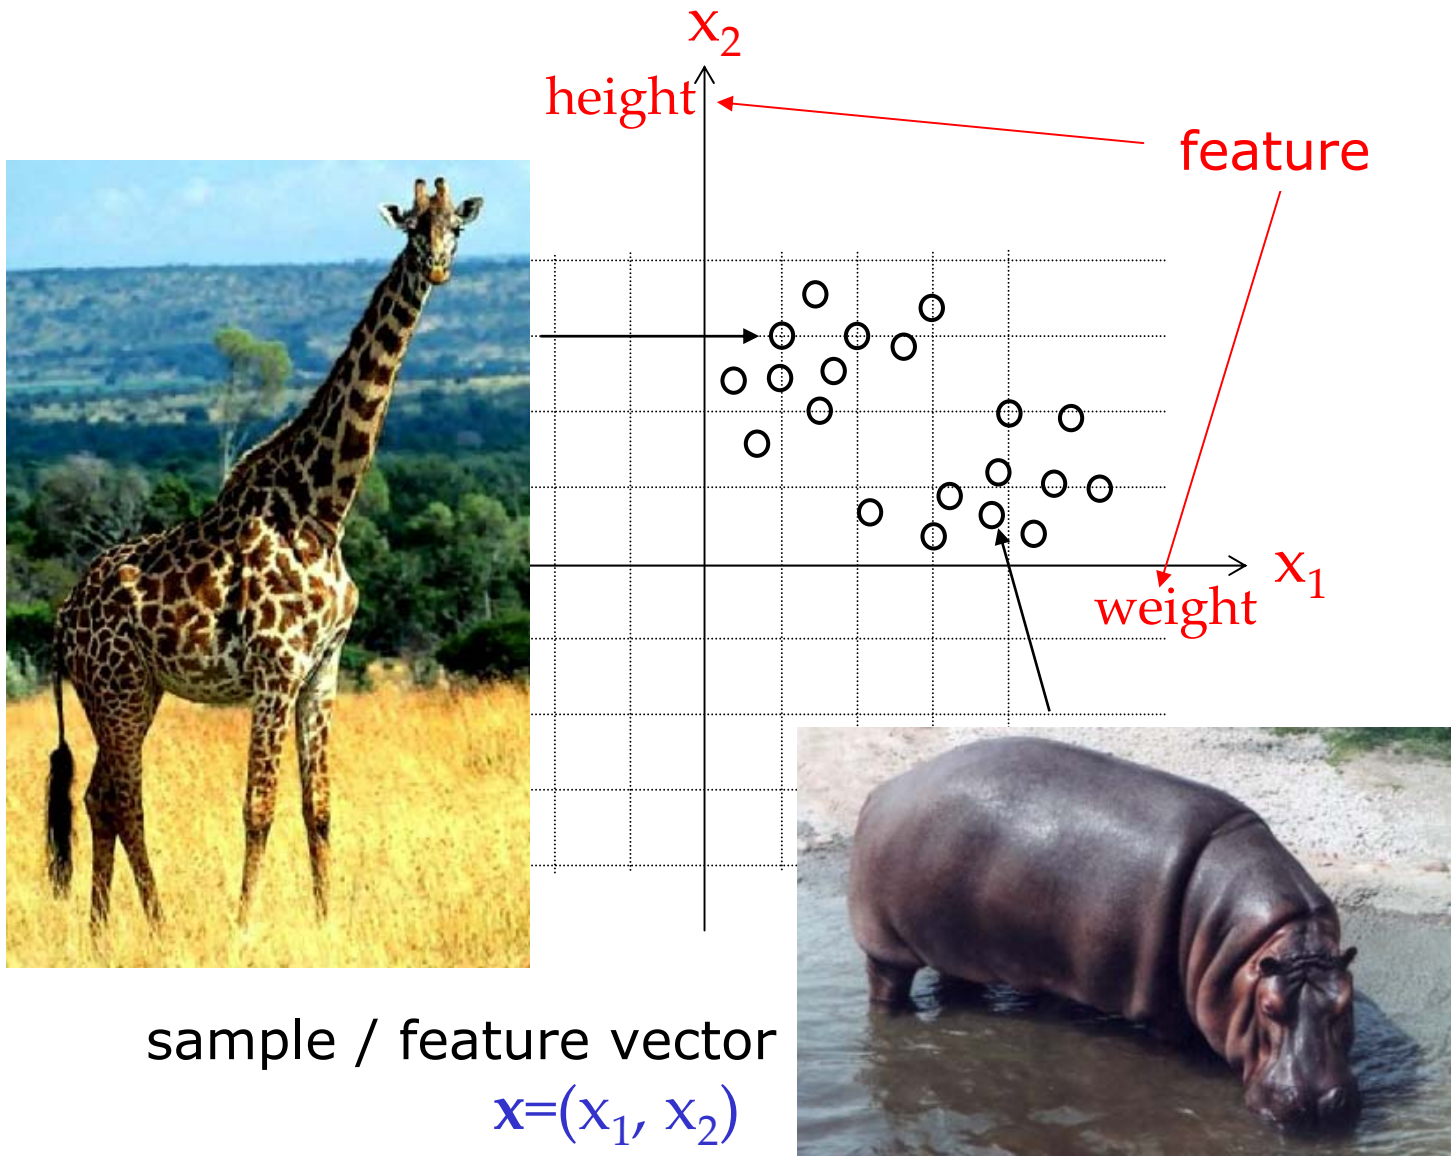 x₂
height
feature
x₁
weight
sample / feature vector
x=(x₁, x₂)